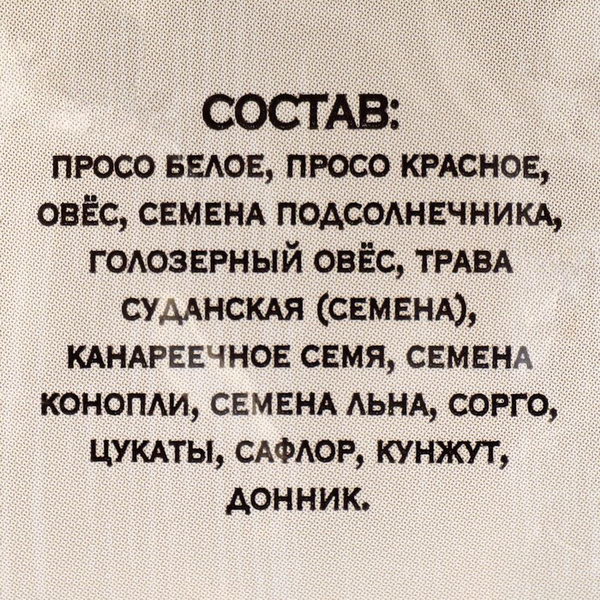 СОСТАВ:
ПРОСО БЕЛОЕ, ПРОСО КРАСНОЕ,
ОВЁС, СЕМЕНА ПОДСОЛНЕЧНИКА,
ГОЛОЗЕРНЫЙ ОВЁС, ТРАВА
СУДАНСКАЯ (СЕМЕНА),
КАНАРЕЕЧНОЕ СЕМЯ, СЕМЕНА
КОНОПЛИ, СЕМЕНА ЛЬНА, СОРГО,
ЦУКАТЫ, САФЛОР, КУНЖУТ,
ДОННИК.